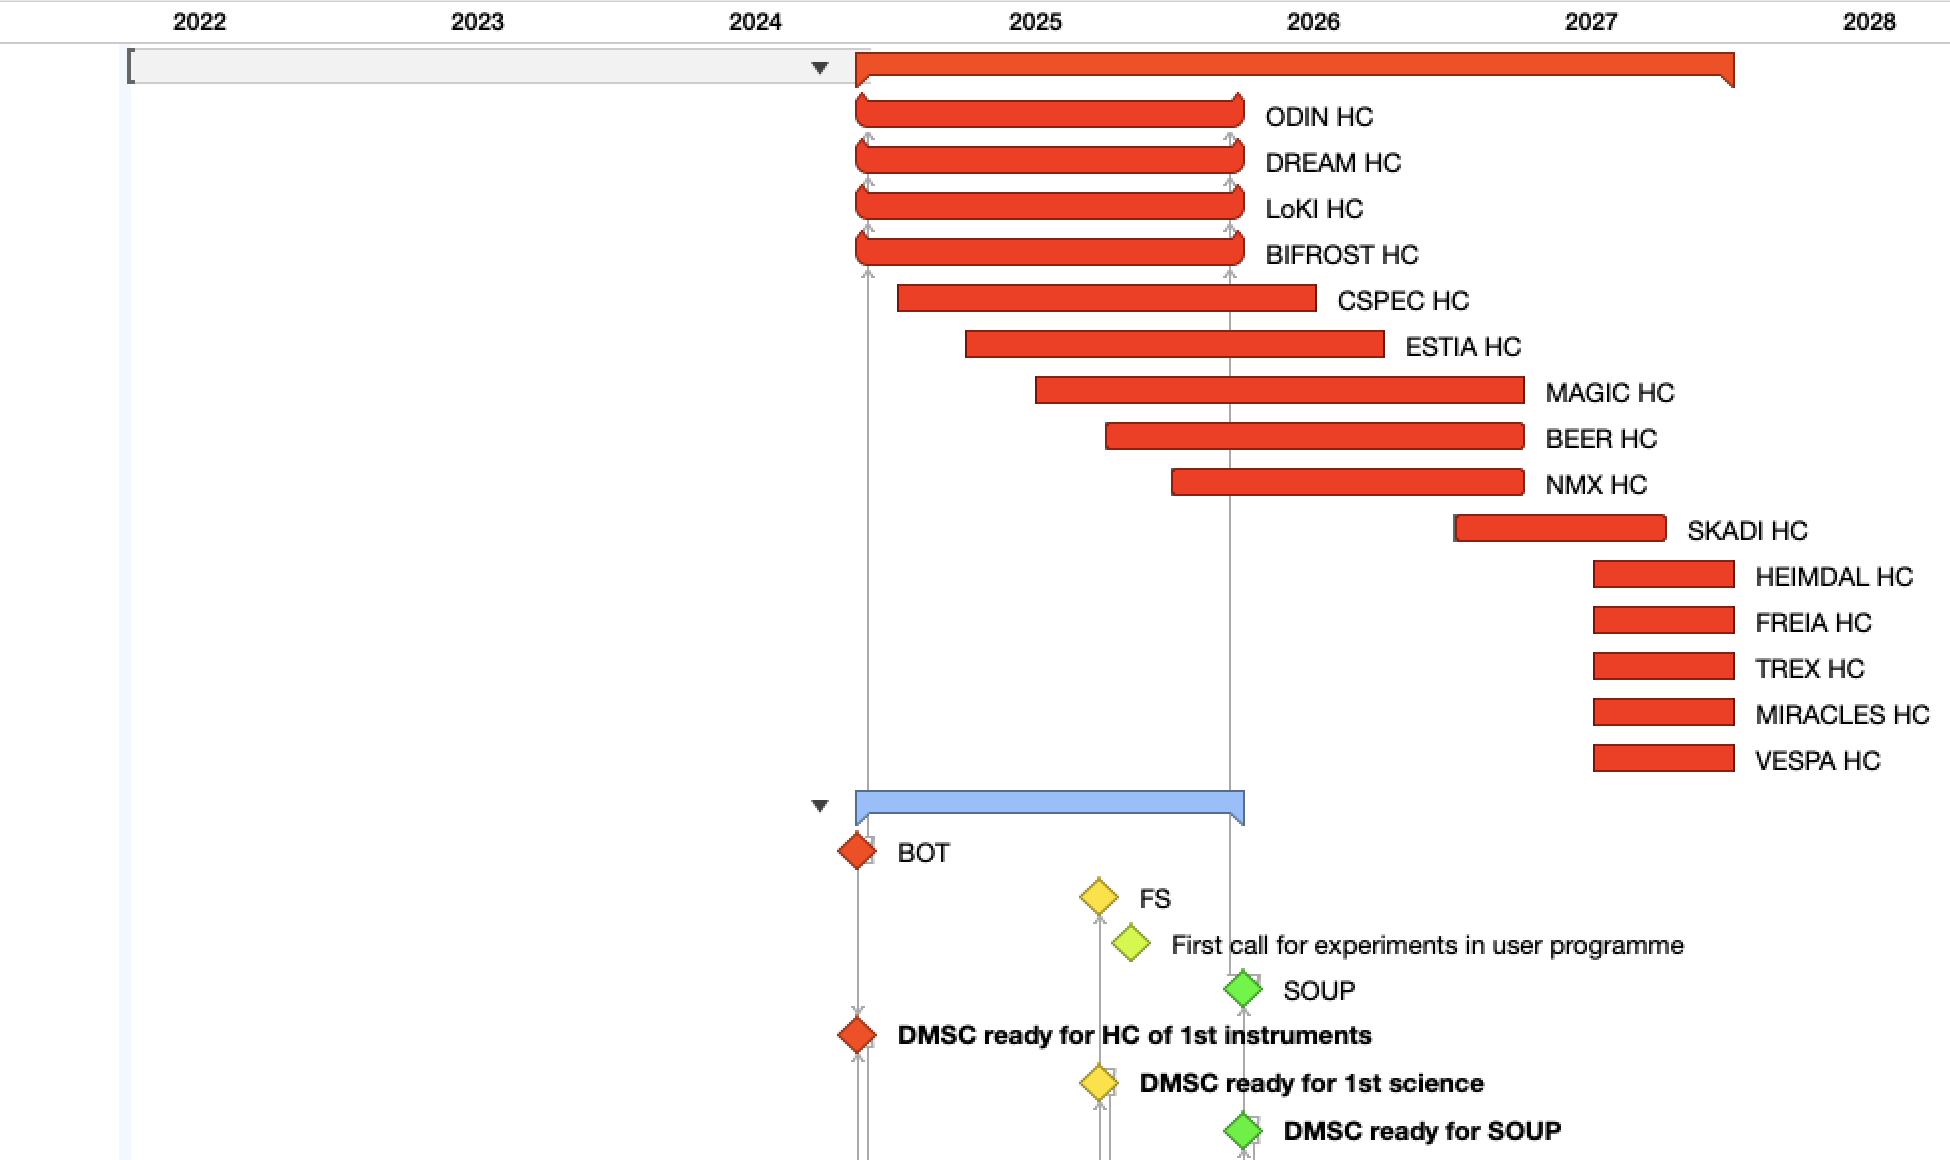 2022 2023 2024 2025 2026 2027 2028
ODIN HC
DREAM HC
LoKI HC
BIFROST HC
CSPEC HC
ESTIA HC
MAGIC HC
BEER HC
NMX HC
SKADI HC
HEIMDAL HC
FREIA HC
TREX HC
MIRACLES HC
VESPA HC
BOT
FS
First call for experiments in user programme
SOUP
DMSC ready for HC of 1st instruments
DMSC ready for 1st science
DMSC ready for SOUP